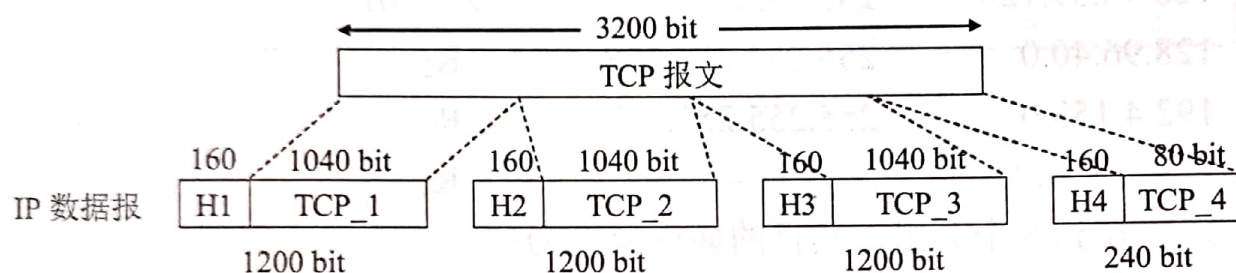 3200 bit
TCP 报文
160 1040 bit 160 1040 bit 160 1040 bit 160 80 bit
IP 数据报 H1 TCP_1 H2 TCP_2 H3 TCP_3 H4 TCP_4
1200 bit 1200 bit 1200 bit 240 bit